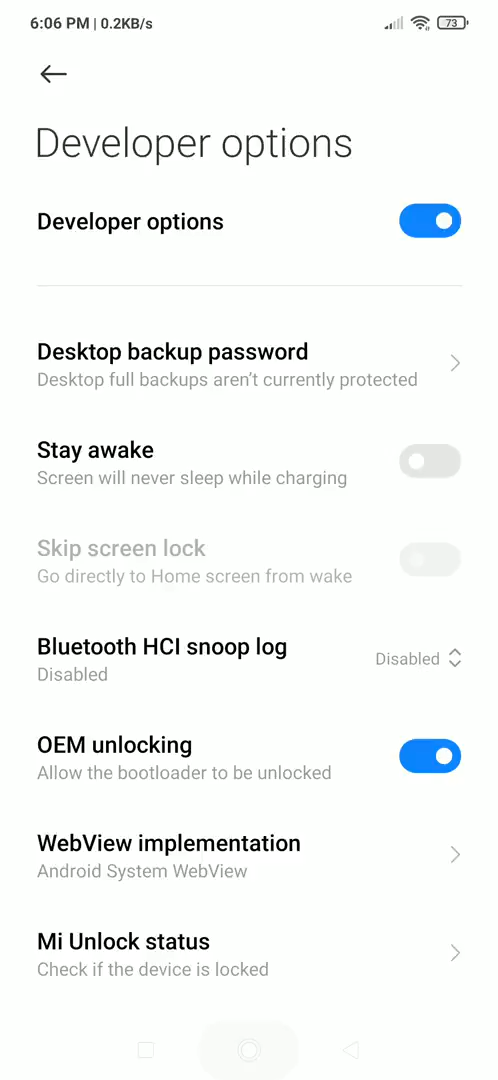 6:06 PM | 0.2KB/s
73
Developer options
Developer options
Desktop backup password
Desktop full backups aren't currently protected
Stay awake
Screen will never sleep while charging
Skip screen lock
Go directly to Home screen from wake
Bluetooth HCI snoop log
Disabled
Disabled
OEM unlocking
Allow the bootloader to be unlocked
WebView implementation
Android System WebView
Mi Unlock status
Check if the device is locked